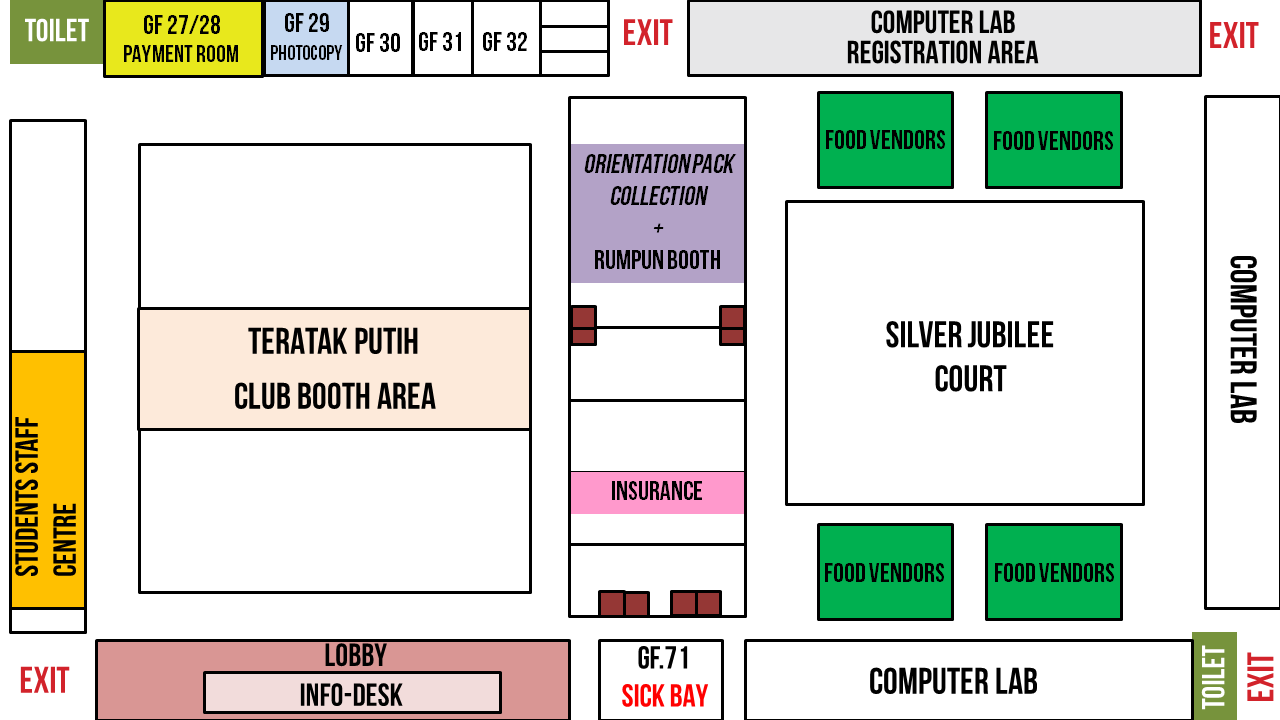 TOILET
GF 27/28
PAYMENT ROOM
GF 29
PHOTOCOPY
GF 30
GF 31
GF 32
EXIT
COMPUTER LAB
REGISTRATION AREA
EXIT
FOOD VENDORS
FOOD VENDORS
ORIENTATION PACK
COLLECTION
+
RUMPUN BOOTH
TERATAK PUTIH
CLUB BOOTH AREA
SILVER JUBILEE
COURT
COMPUTER LAB
STUDENTS STAFF
CENTRE
INSURANCE
FOOD VENDORS
FOOD VENDORS
EXIT
LOBBY
INFO-DESK
GF.71
SICK BAY
COMPUTER LAB
TOILET
EXIT